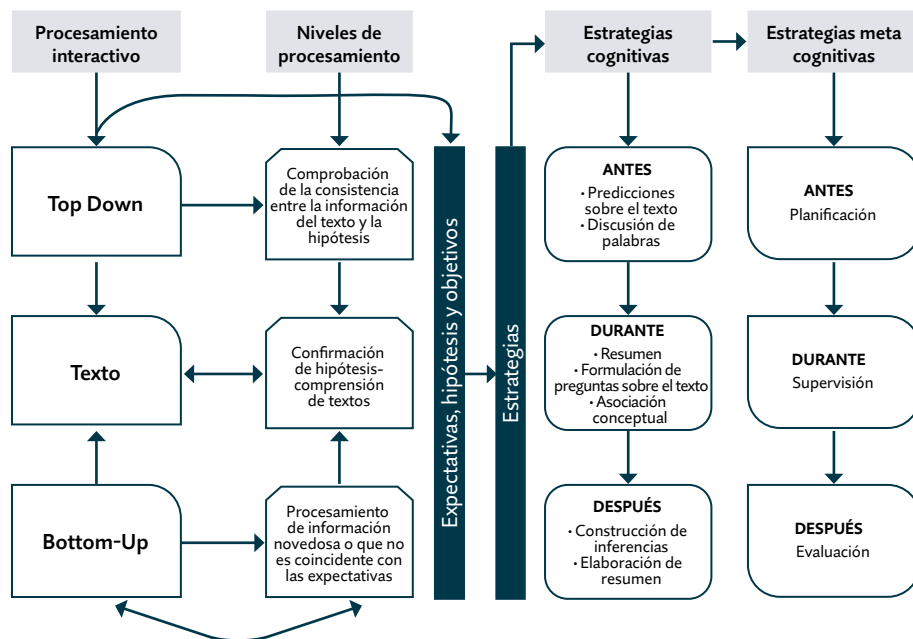 Procesamiento
interactivo
Niveles de
procesamiento
Estrategias
cognitivas
Estrategias meta
cognitivas
Top Down
Comprobación
de la consistencia
entre la información
del texto y la
hipótesis
Texto
Confirmación
de hipótesis-
comprensión
de textos
Bottom-Up
Procesamiento
de información
novedosa o que no
es coincidente con
las expectativas
Expectativas, hipótesis y objetivos
Estrategias
ANTES
• Predicciones
sobre el texto
• Discusión de
palabras
DURANTE
• Resumen
• Formulación de
preguntas sobre el texto
• Asociación
conceptual
DESPUÉS
• Construcción de
inferencias
• Elaboración de
resumen
ANTES
Planificación
DURANTE
Supervisión
DESPUÉS
Evaluación